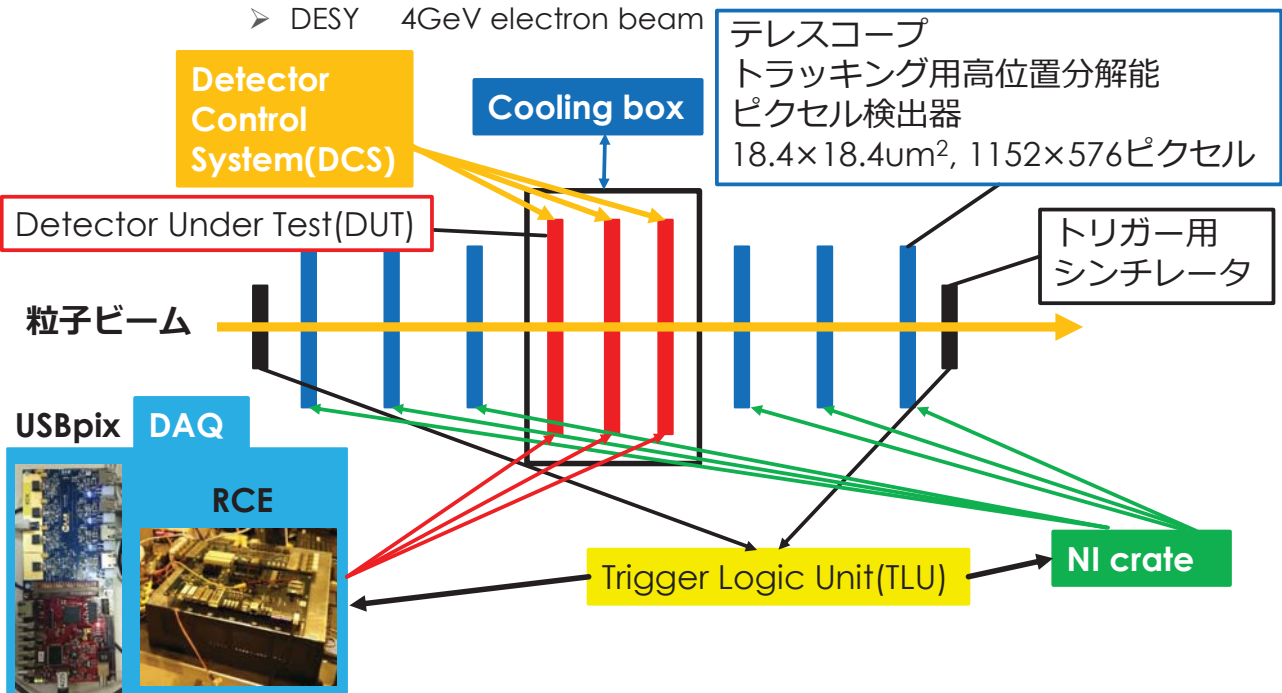 ➢ DESY 4GeV electron beam
テレスコープ
トラッキング用高位置分解能
ピクセル検出器
18.4×18.4um², 1152×576ピクセル
Detector
Control
System(DCS)
Cooling box
Detector Under Test(DUT)
トリガー用
シンチレータ
粒子ビーム
USBpix
DAQ
RCE
Trigger Logic Unit(TLU)
NI crate